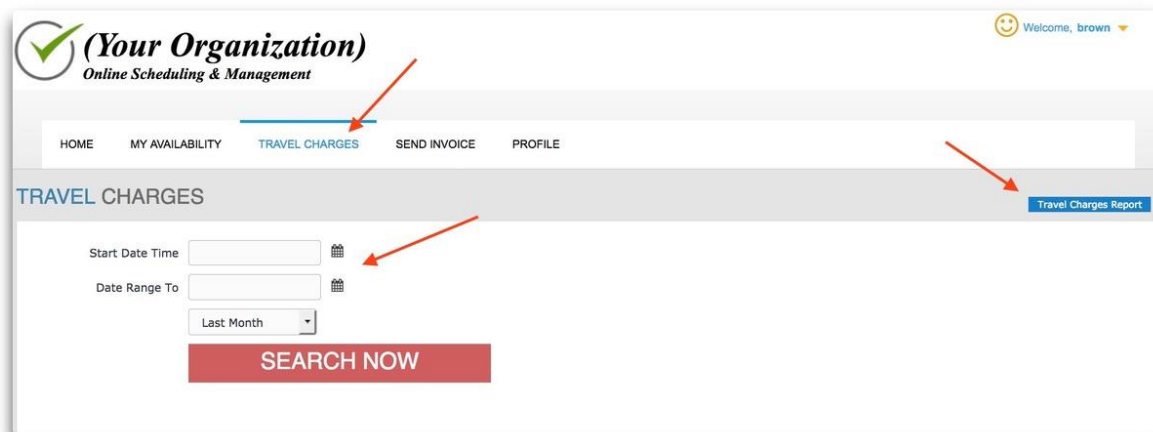 (Your Organization)
Online Scheduling & Management
Welcome, brown
HOME MY AVAILABILITY TRAVEL CHARGES SEND INVOICE PROFILE
TRAVEL CHARGES
Travel Charges Report
Start Date Time
Date Range To
Last Month
SEARCH NOW